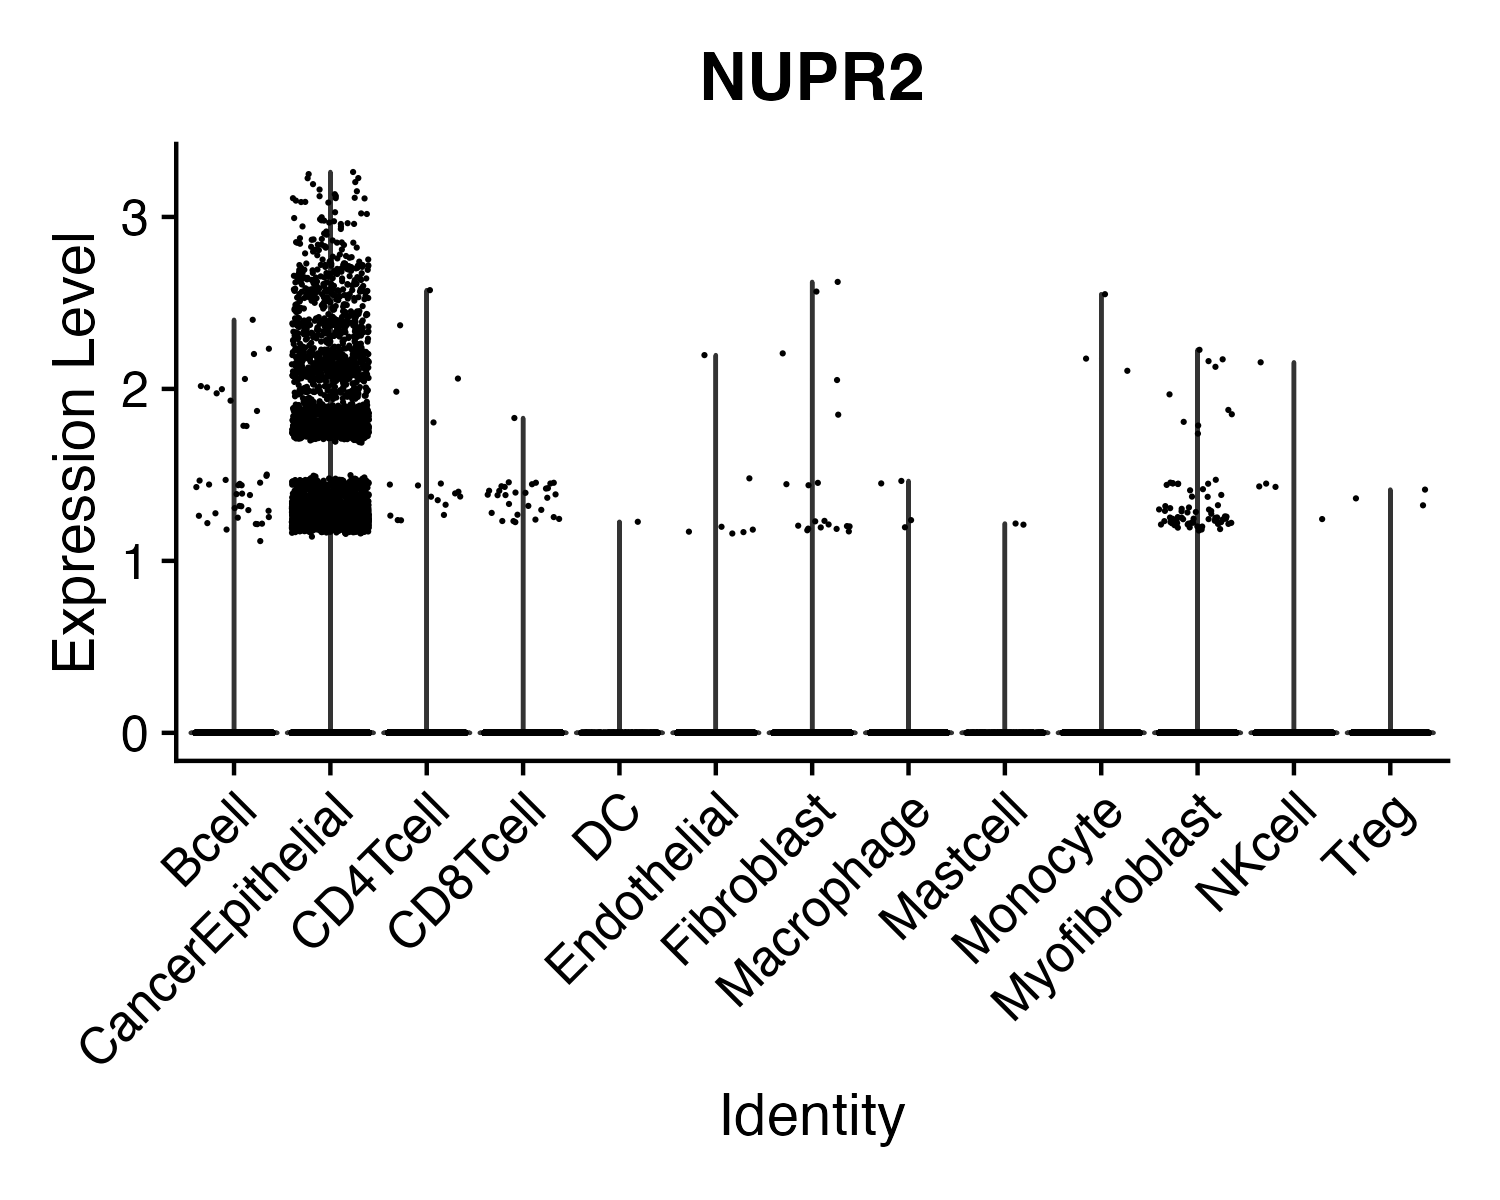 NUPR2
Expression Level
3
2
1
0
Bcell
CancerEpithelial
CD4Tcell
CD8Tcell
DC
Endothelial
Fibroblast
Macrophage
Mastcell
Monocyte
Myofibroblast
NKcell
Treg
Identity